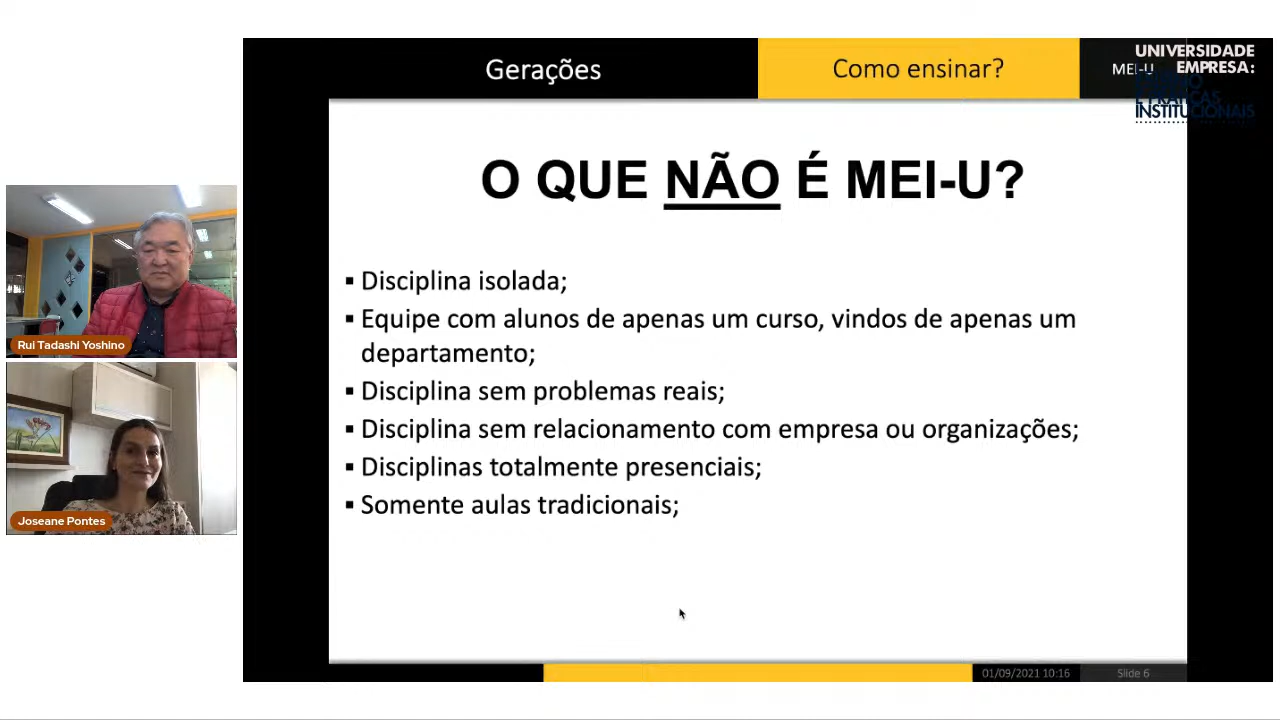 Gerações
Como ensinar?
MEI-U
UNIVERSIDADE
EMPRESA:
E PRÁTICAS
INSTITUCIONAIS
O QUE NÃO É MEI-U?
▪ Disciplina isolada;
▪ Equipe com alunos de apenas um curso, vindos de apenas um
departamento;
▪ Disciplina sem problemas reais;
▪ Disciplina sem relacionamento com empresa ou organizações;
▪ Disciplinas totalmente presenciais;
▪ Somente aulas tradicionais;
Rui Tadashi Yoshino
Joseane Pontes
01/09/2021 10:16
Slide 6